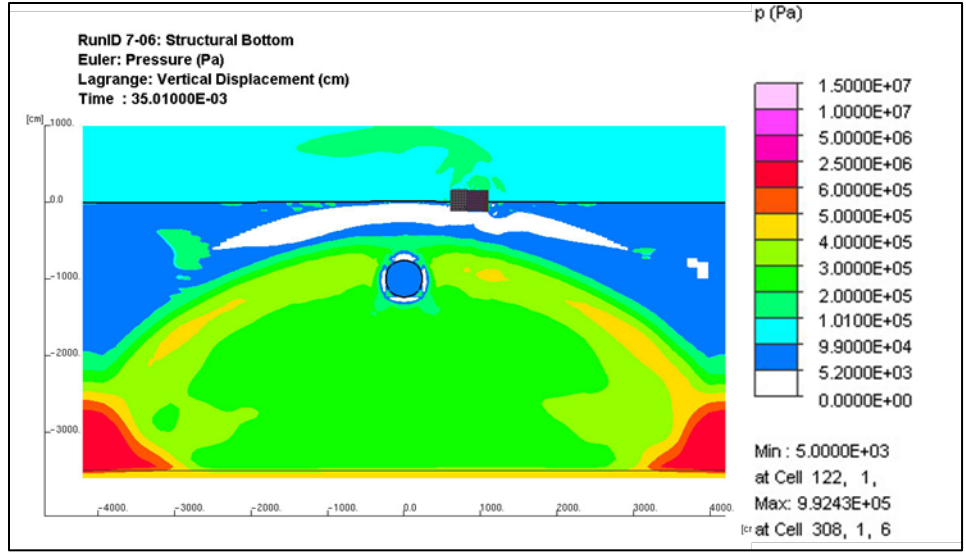 p (Pa)
RunID 7-06: Structural Bottom
Euler: Pressure (Pa)
Lagrange: Vertical Displacement (cm)
Time : 35.01000E-03
[cm]
1000.
0.0
-1000.
-2000.
-3000.
-4000. -3000. -2000. -1000. 0.0 1000. 2000. 3000. 4000.
1.5000E+07
1.0000E+07
5.0000E+06
2.5000E+06
6.0000E+05
5.0000E+05
4.0000E+05
3.0000E+05
2.0000E+05
1.0100E+05
9.9000E+04
5.2000E+03
0.0000E+00
Min : 5.0000E+03
at Cell 122, 1,
Max: 9.9243E+05
[cr at Cell 308, 1, 6